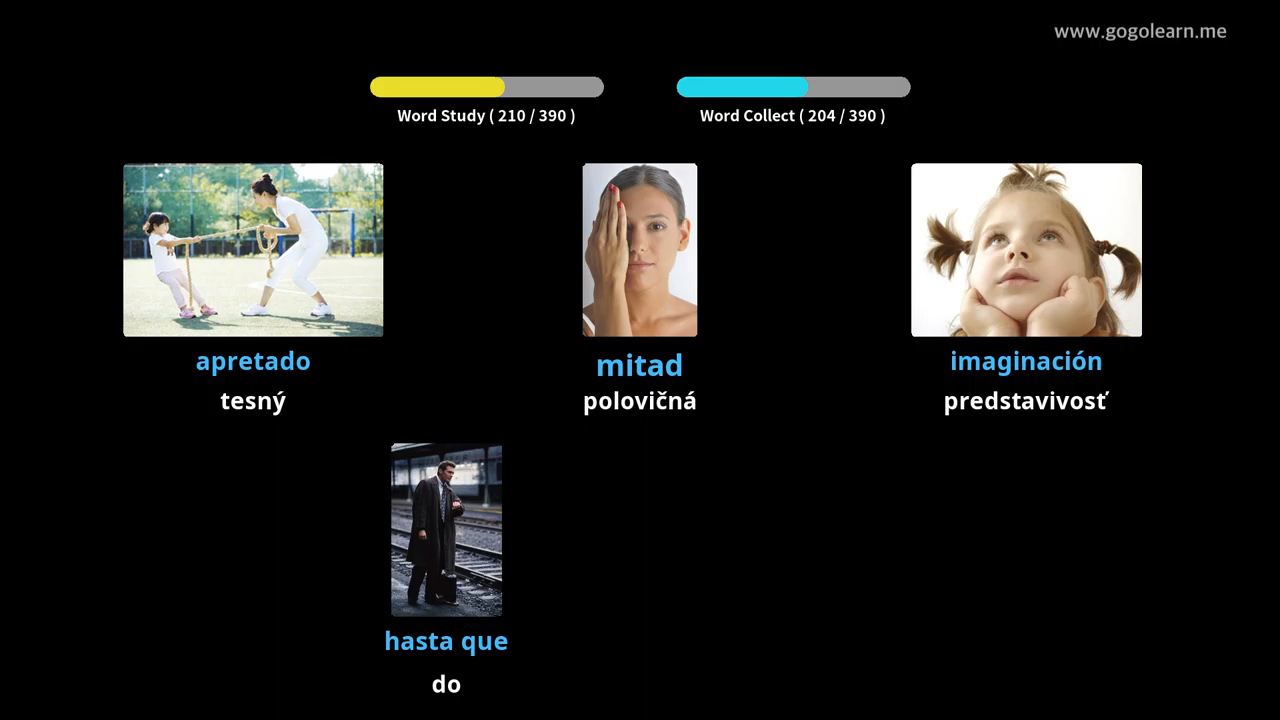 www.gogolearn.me
Word Study ( 210 / 390 )
Word Collect ( 204 / 390 )
apretado
tesný
mitad
polovičná
imaginación
predstavivosť
hasta que
do